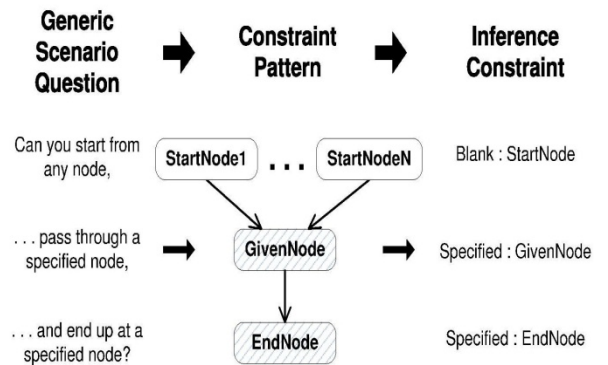 Generic
Scenario
Question
Constraint
Pattern
Inference
Constraint
Can you start from
any node,
StartNode1
. . .
StartNodeN
Blank : StartNode
. . . pass through a
specified node,
GivenNode
Specified : GivenNode
. . . and end up at a
specified node?
EndNode
Specified : EndNode